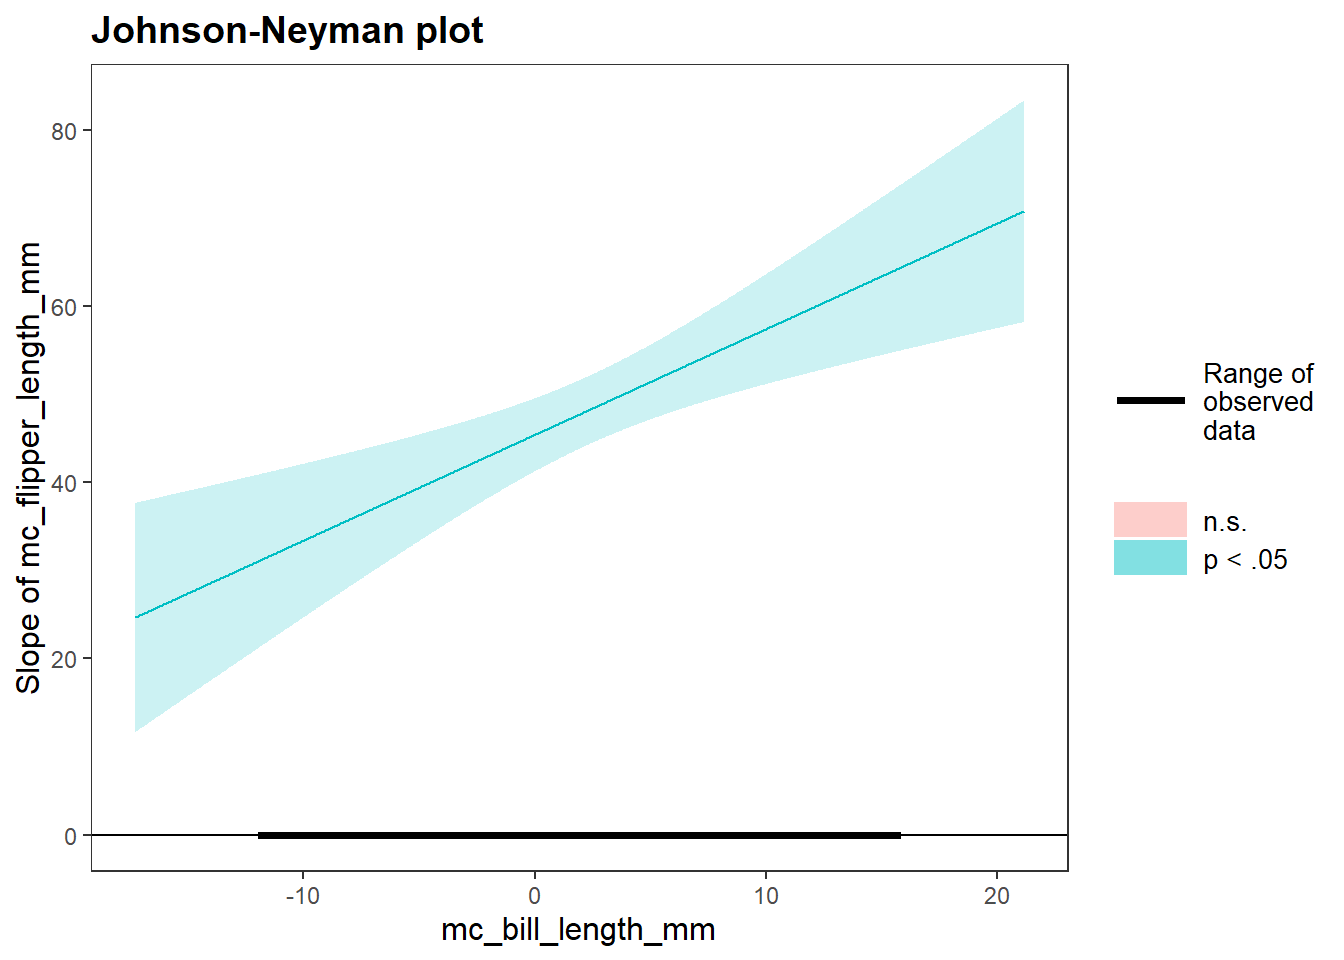 Johnson-Neyman plot
Slope of mc_flipper_length_mm
80
60
40
20
0
-10
0
10
20
mc_bill_length_mm
Range of
observed
data
n.s.
p < .05